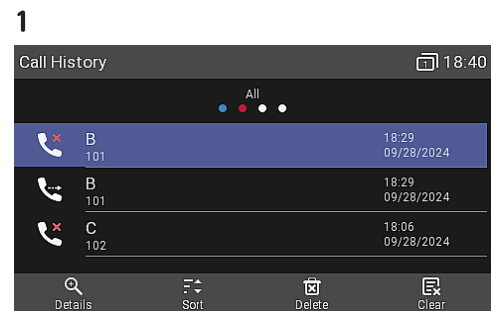 1
Call History 1 18:40
All
B 18:29
101 09/28/2024
B 18:29
101 09/28/2024
C 18:06
102 09/28/2024
Details Sort Delete Clear